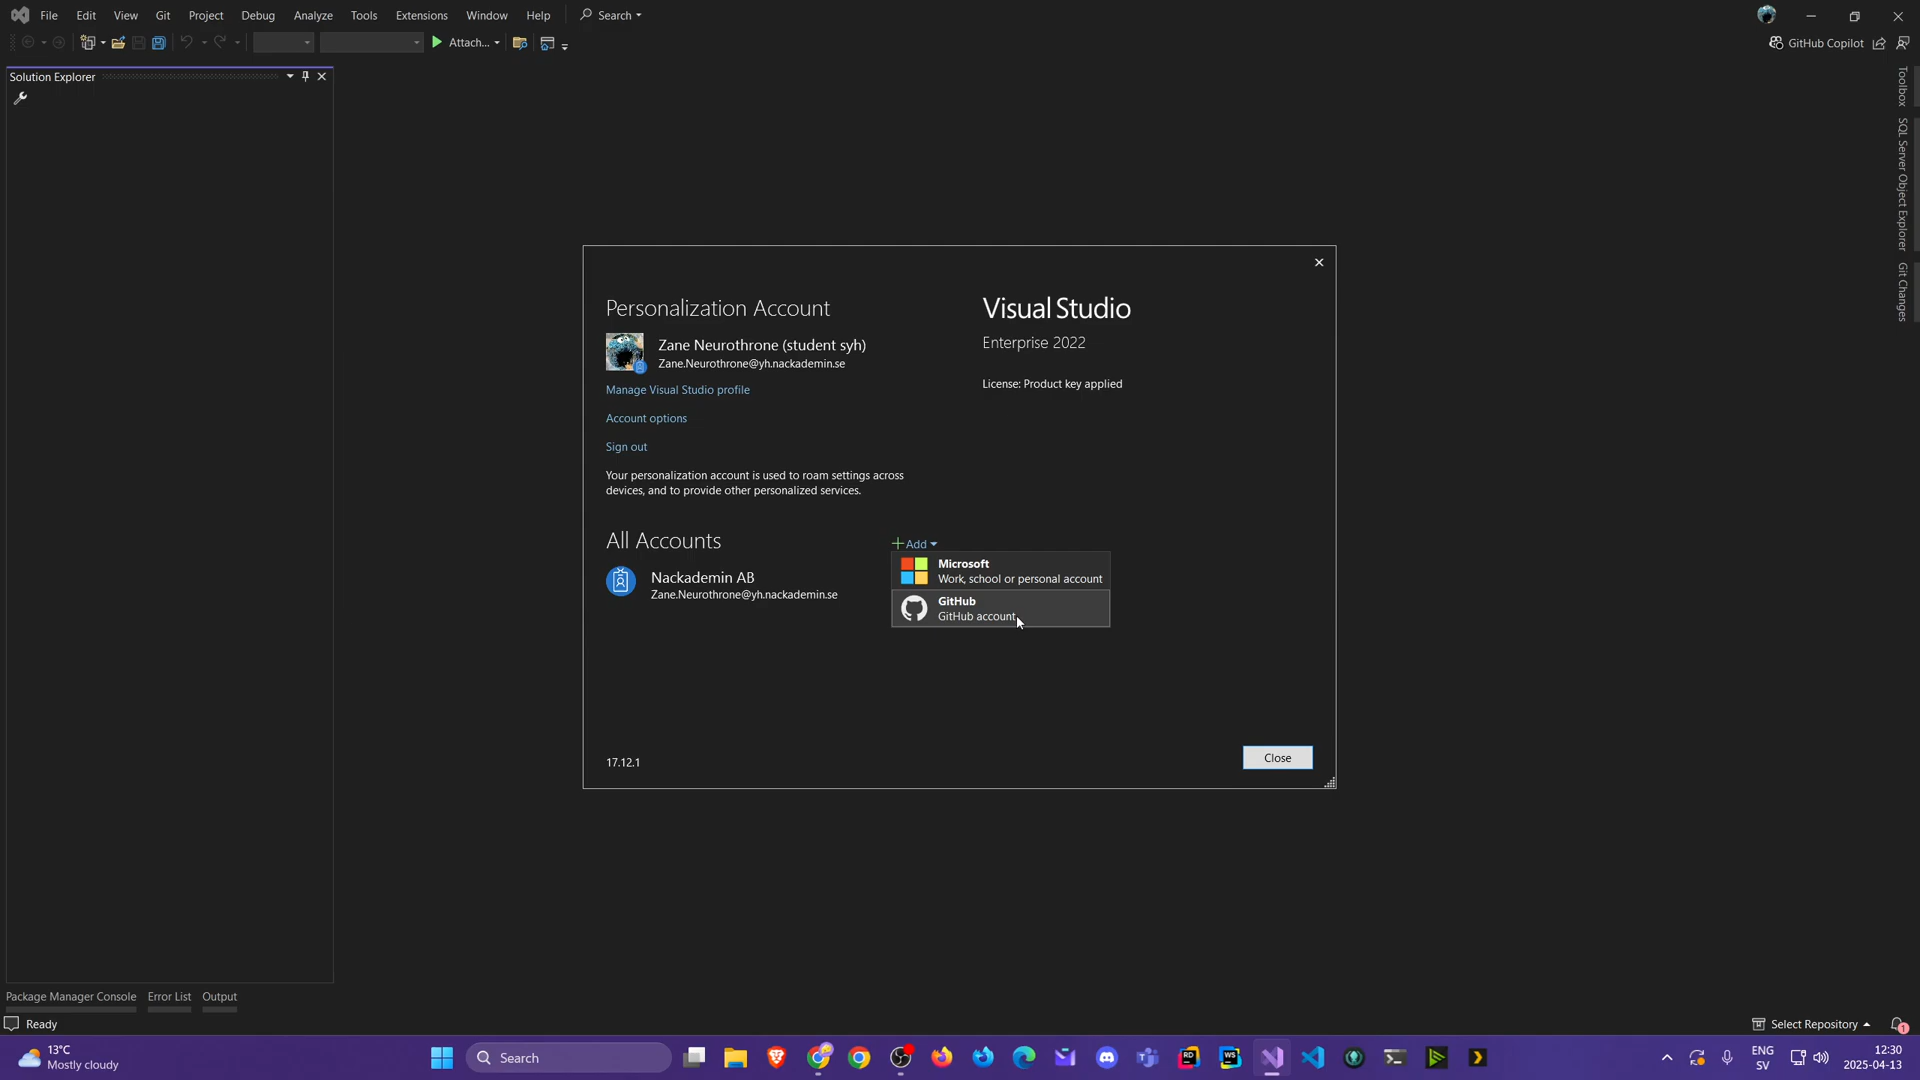 File Edit View Git Project Debug Analyze Tools Extensions Window Help Search
Attach... GitHub Copilot
Solution Explorer
Toolbox
SQL Server Object Explorer
Git Changes
Personalization Account
Zane Neurothrone (student syh)
Zane.Neurothrone@yh.nackademin.se
Manage Visual Studio profile
Account options
Sign out
Your personalization account is used to roam settings across
devices, and to provide other personalized services.
Visual Studio
Enterprise 2022
License: Product key applied
All Accounts
Add
Nackademin AB
Zane.Neurothrone@yh.nackademin.se
Microsoft
Work, school or personal account
GitHub
GitHub account
17.12.1
Close
Package Manager Console Error List Output
Ready
Select Repository
1
13°C
Mostly cloudy
Search
RD
WS
ENG
SV
12:30
2025-04-13